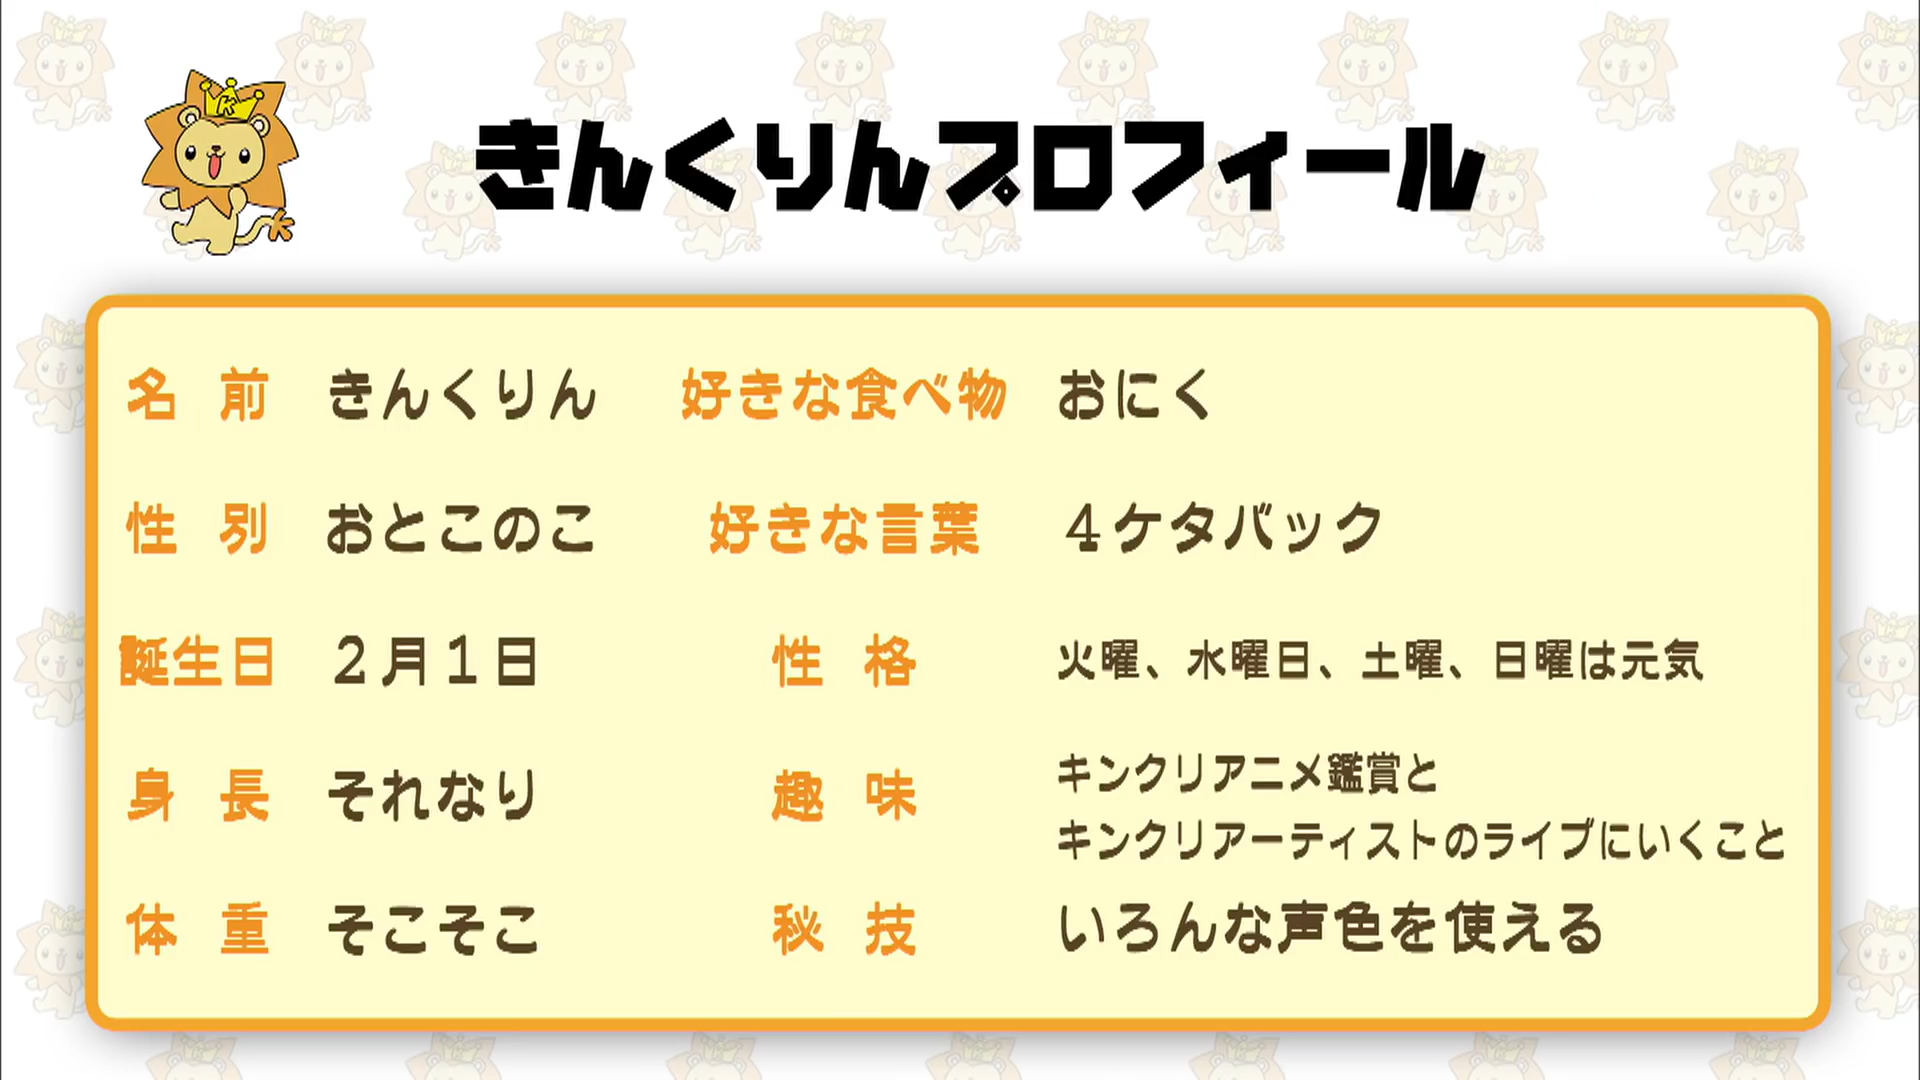 きんくりんプロフィール
名 前 きんくりん 好きな食べ物 おにく
性 別 おとこのこ 好きな言葉 4ケタバック
誕生日 2月1日 性 格 火曜、水曜日、土曜、日曜は元気
身 長 それなり 趣 味 キンクリアニメ鑑賞と
キンクリアーティストのライブにいくこと
体 重 そこそこ 秘 技 いろんな声色を使える